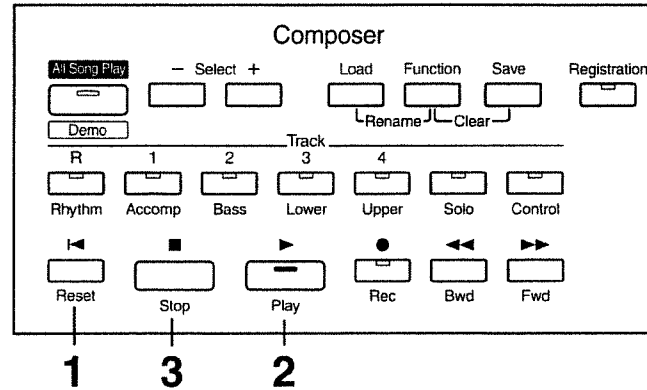 Composer
All Song Play − Select + Load Function Save Registration
Rename Clear
Demo
Track
R 1 2 3 4
Rhythm Accomp Bass Lower Upper Solo Control
Reset Stop Play Rec Bwd Fwd
1 3 2